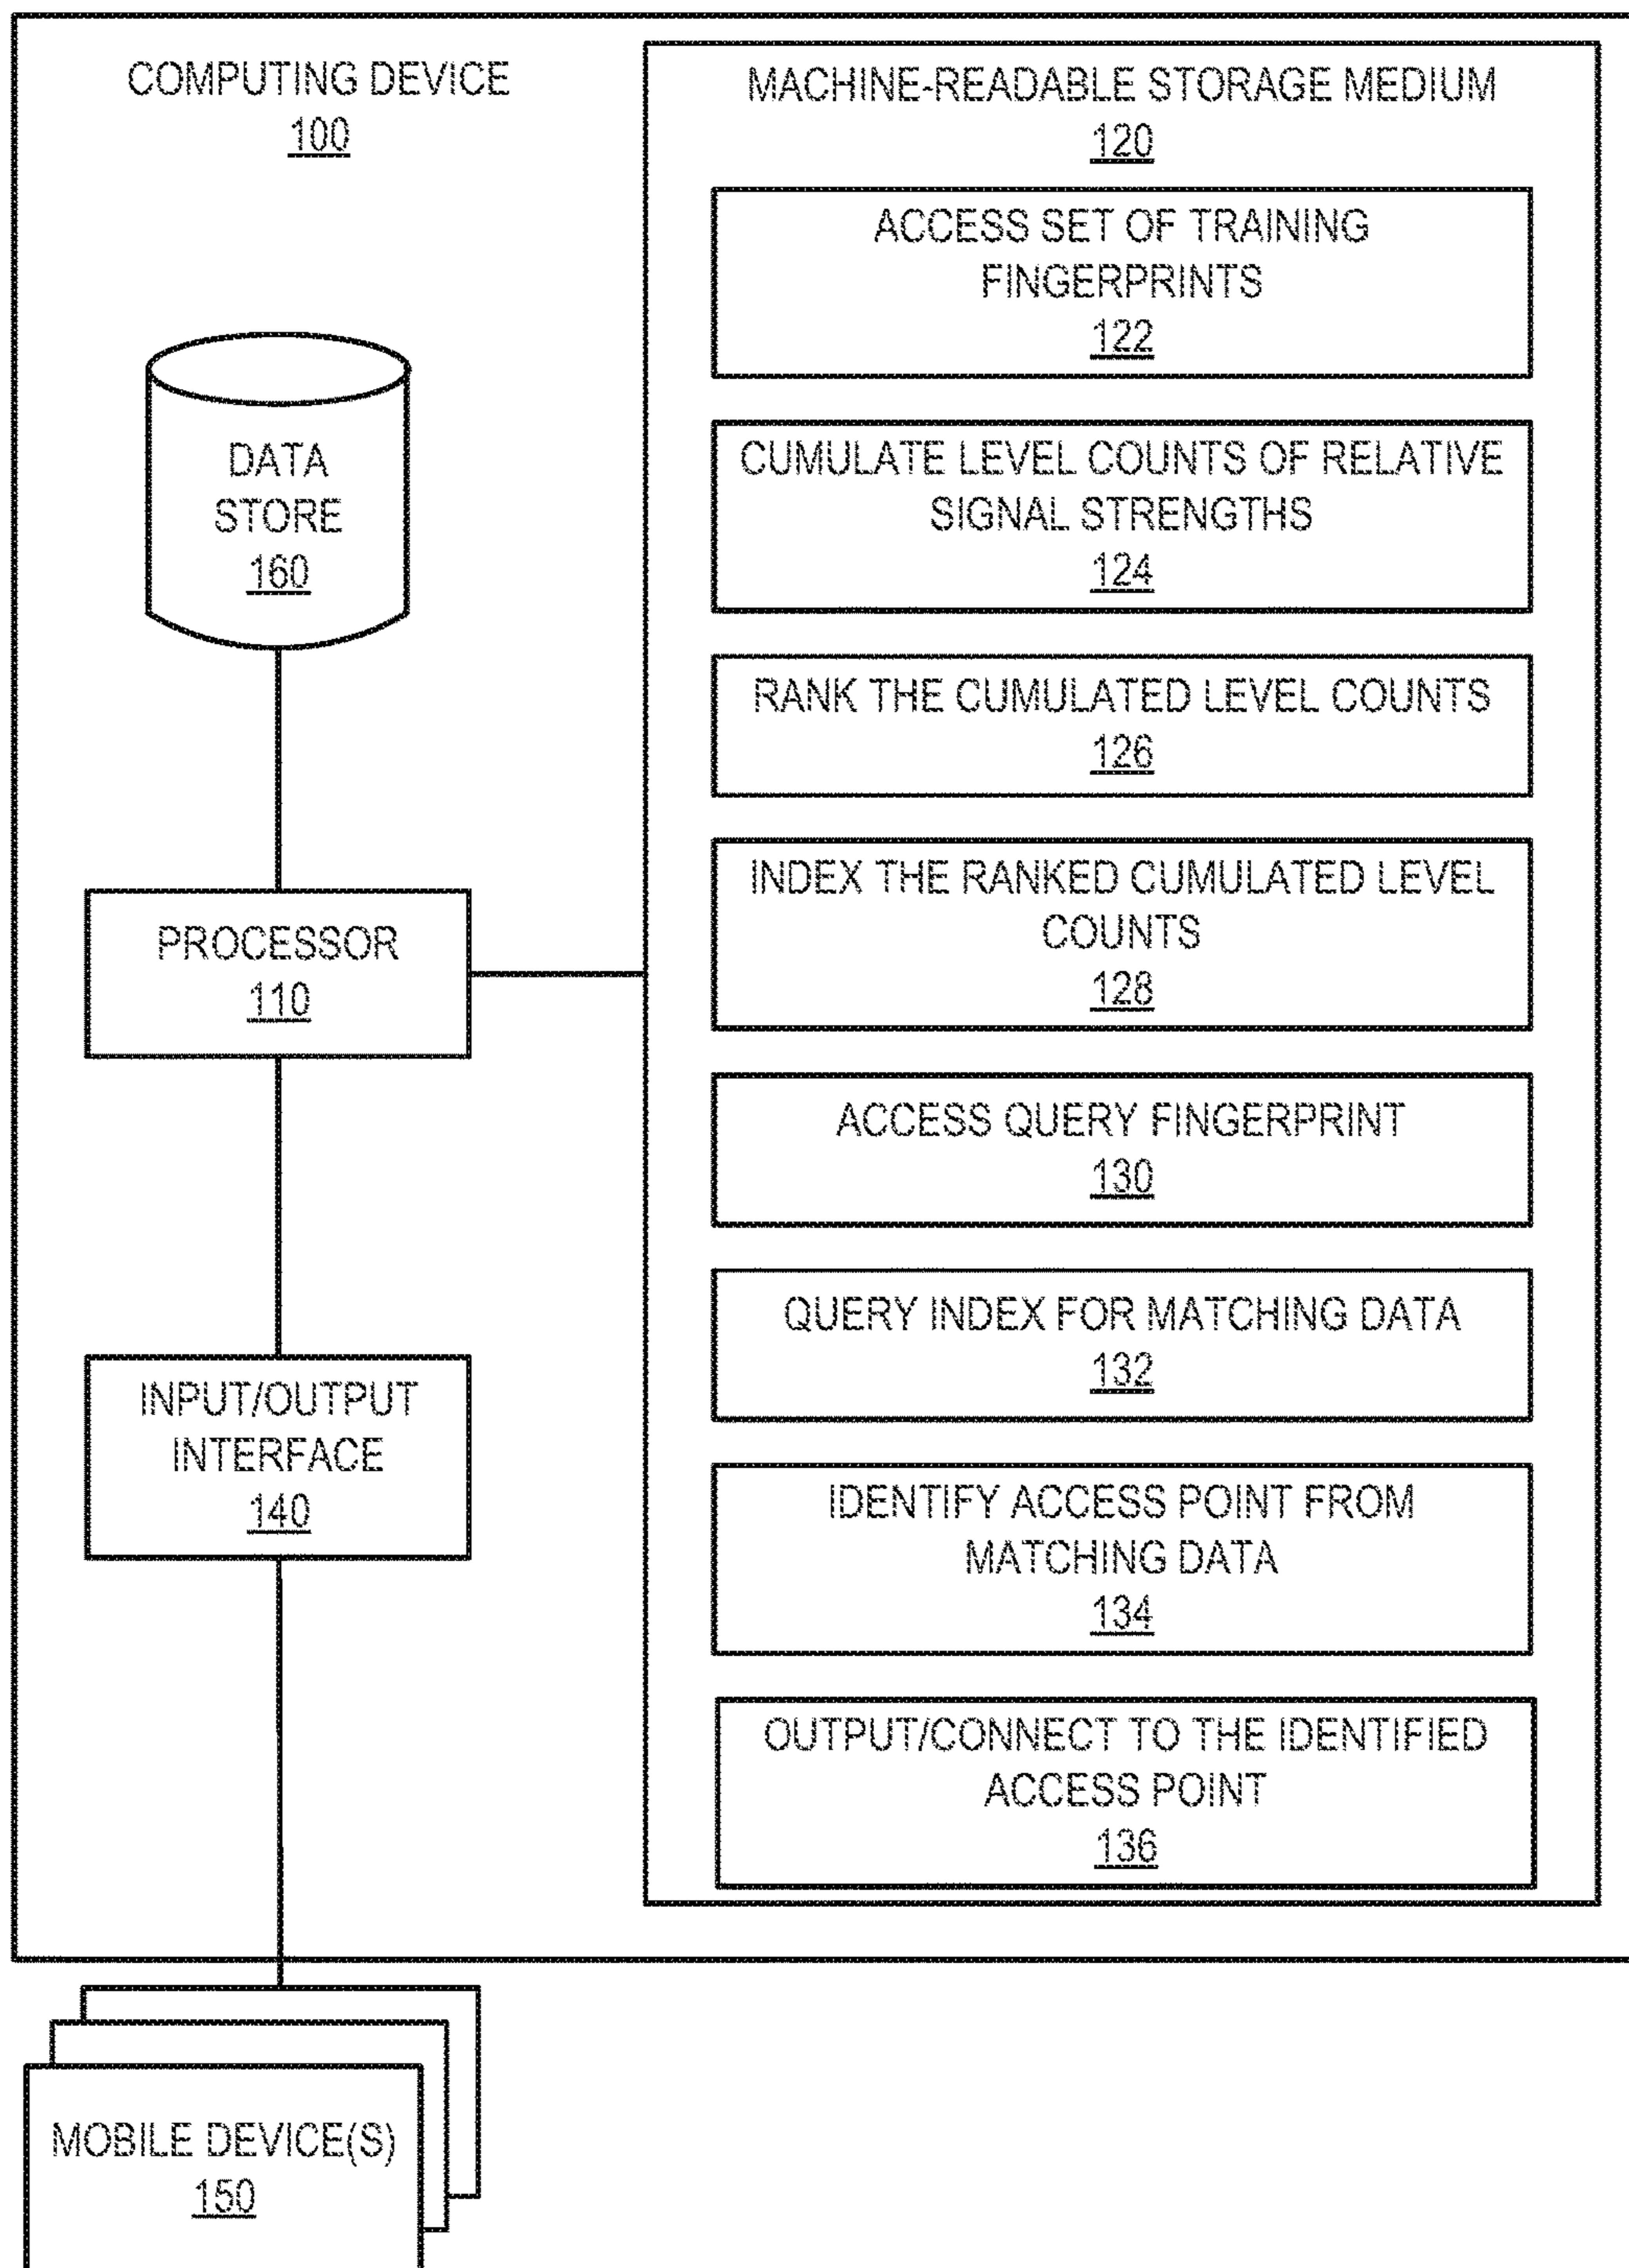 COMPUTING DEVICE
100
DATA
STORE
160
PROCESSOR
110
INPUT/OUTPUT
INTERFACE
140
MOBILE DEVICE(S)
150
MACHINE-READABLE STORAGE MEDIUM
120
ACCESS SET OF TRAINING
FINGERPRINTS
122
CUMULATE LEVEL COUNTS OF RELATIVE
SIGNAL STRENGTHS
124
RANK THE CUMULATED LEVEL COUNTS
126
INDEX THE RANKED CUMULATED LEVEL
COUNTS
128
ACCESS QUERY FINGERPRINT
130
QUERY INDEX FOR MATCHING DATA
132
IDENTIFY ACCESS POINT FROM
MATCHING DATA
134
OUTPUT/CONNECT TO THE IDENTIFIED
ACCESS POINT
136